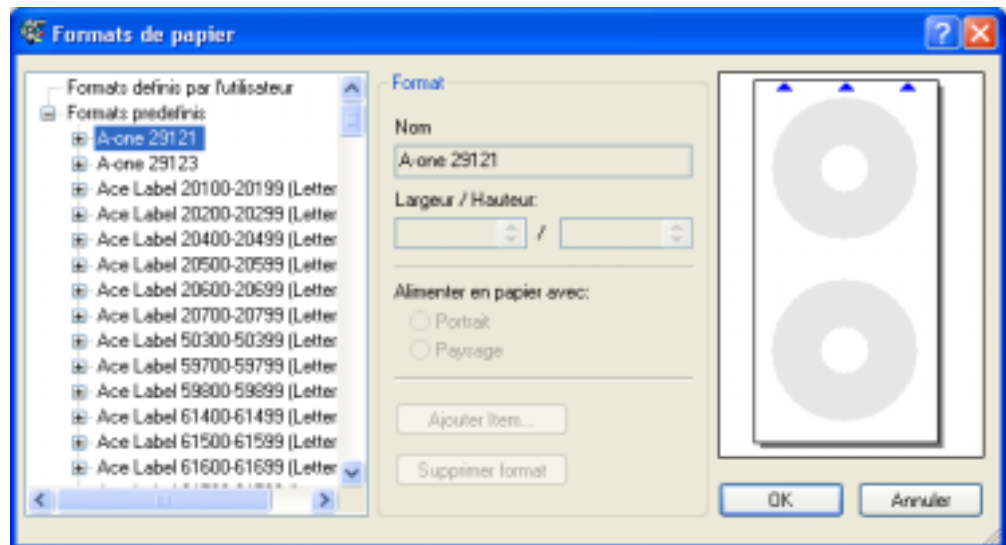 Formats de papier
Formats definis par l'utilisateur
Formats predefinis
A-one 29121
A-one 29123
Ace Label 20100-20199 (Letter
Ace Label 20200-20299 (Letter
Ace Label 20400-20499 (Letter
Ace Label 20500-20599 (Letter
Ace Label 20600-20699 (Letter
Ace Label 20700-20799 (Letter
Ace Label 50300-50399 (Letter
Ace Label 59700-59799 (Letter
Ace Label 59800-59899 (Letter
Ace Label 61400-61499 (Letter
Ace Label 61500-61599 (Letter
Ace Label 61600-61699 (Letter
Format
Nom
A-one 29121
Largeur / Hauteur:
/
Alimenter en papier avec:
Portrait
Paysage
Ajouter Item...
Supprimer format
OK
Annuler